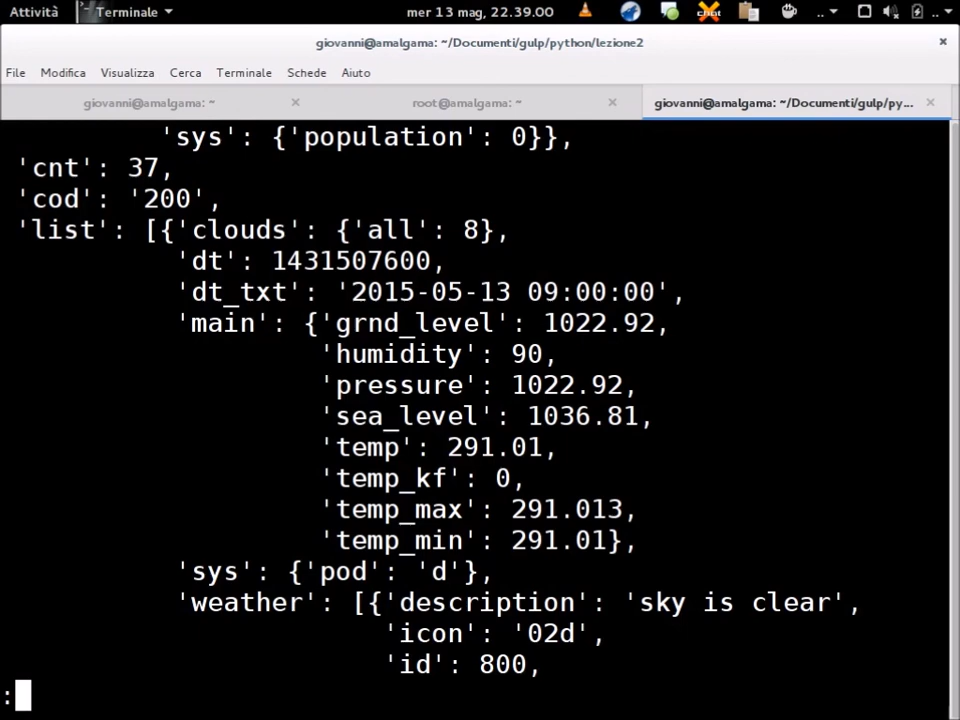 Attività
Terminale
mer 13 mag, 22.39.00
giovanni@amalgama: ~/Documenti/gulp/python/lezione2
File Modifica Visualizza Cerca Terminale Schede Aiuto
giovanni@amalgama: ~
root@amalgama: ~
giovanni@amalgama: ~/Documenti/gulp/py...
'sys': {'population': 0}},
'cnt': 37,
'cod': '200',
'list': [{'clouds': {'all': 8},
'dt': 1431507600,
'dt_txt': '2015-05-13 09:00:00',
'main': {'grnd_level': 1022.92,
'humidity': 90,
'pressure': 1022.92,
'sea_level': 1036.81,
'temp': 291.01,
'temp_kf': 0,
'temp_max': 291.013,
'temp_min': 291.01},
'sys': {'pod': 'd'},
'weather': [{'description': 'sky is clear',
'icon': '02d',
'id': 800,
: